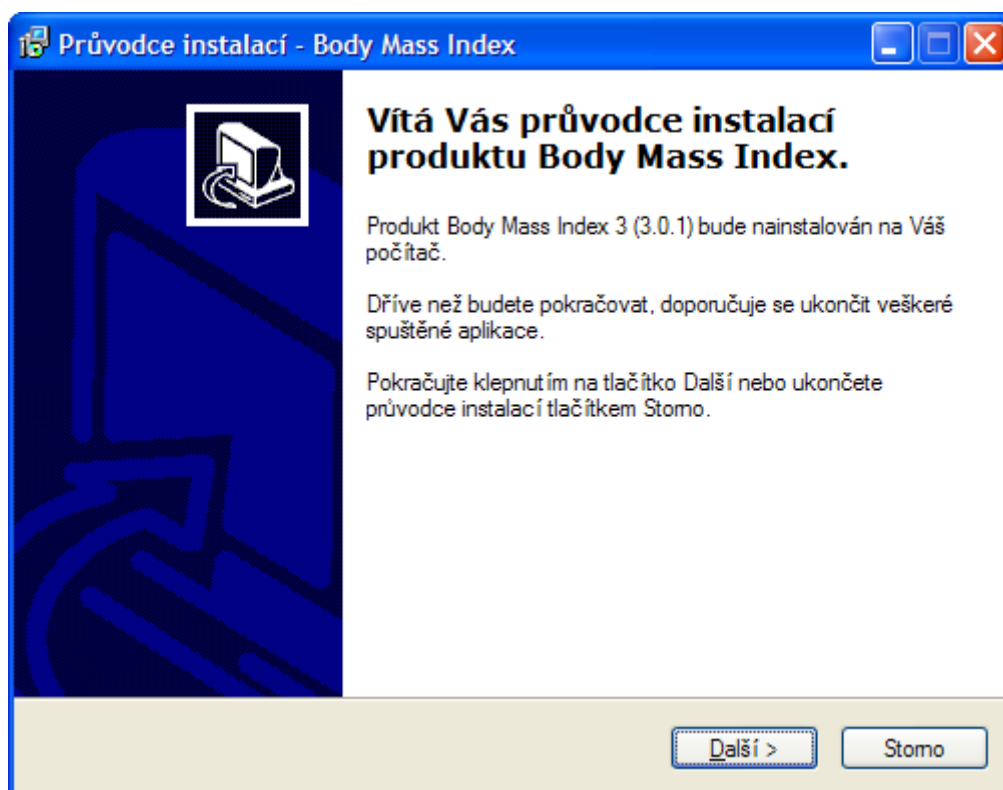 Průvodce instalací - Body Mass Index
Vítá Vás průvodce instalací
produktu Body Mass Index.
Produkt Body Mass Index 3 (3.0.1) bude nainstalován na Váš
počítač.
Dříve než budete pokračovat, doporučuje se ukončit veškeré
spuštěné aplikace.
Pokračujte klepnutím na tlačítko Další nebo ukončete
průvodce instalací tlačítkem Storno.
Další >
Storno